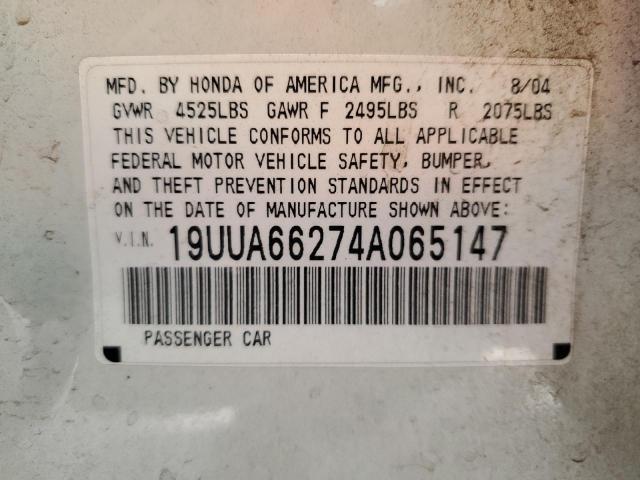 MFD. BY HONDA OF AMERICA MFG., INC. 8/04
GVWR 4525LBS GAWR F 2495LBS R 2075LBS
THIS VEHICLE CONFORMS TO ALL APPLICABLE
FEDERAL MOTOR VEHICLE SAFETY, BUMPER,
AND THEFT PREVENTION STANDARDS IN EFFECT
ON THE DATE OF MANUFACTURE SHOWN ABOVE:
V.I.N. 19UUA66274A065147
PASSENGER CAR